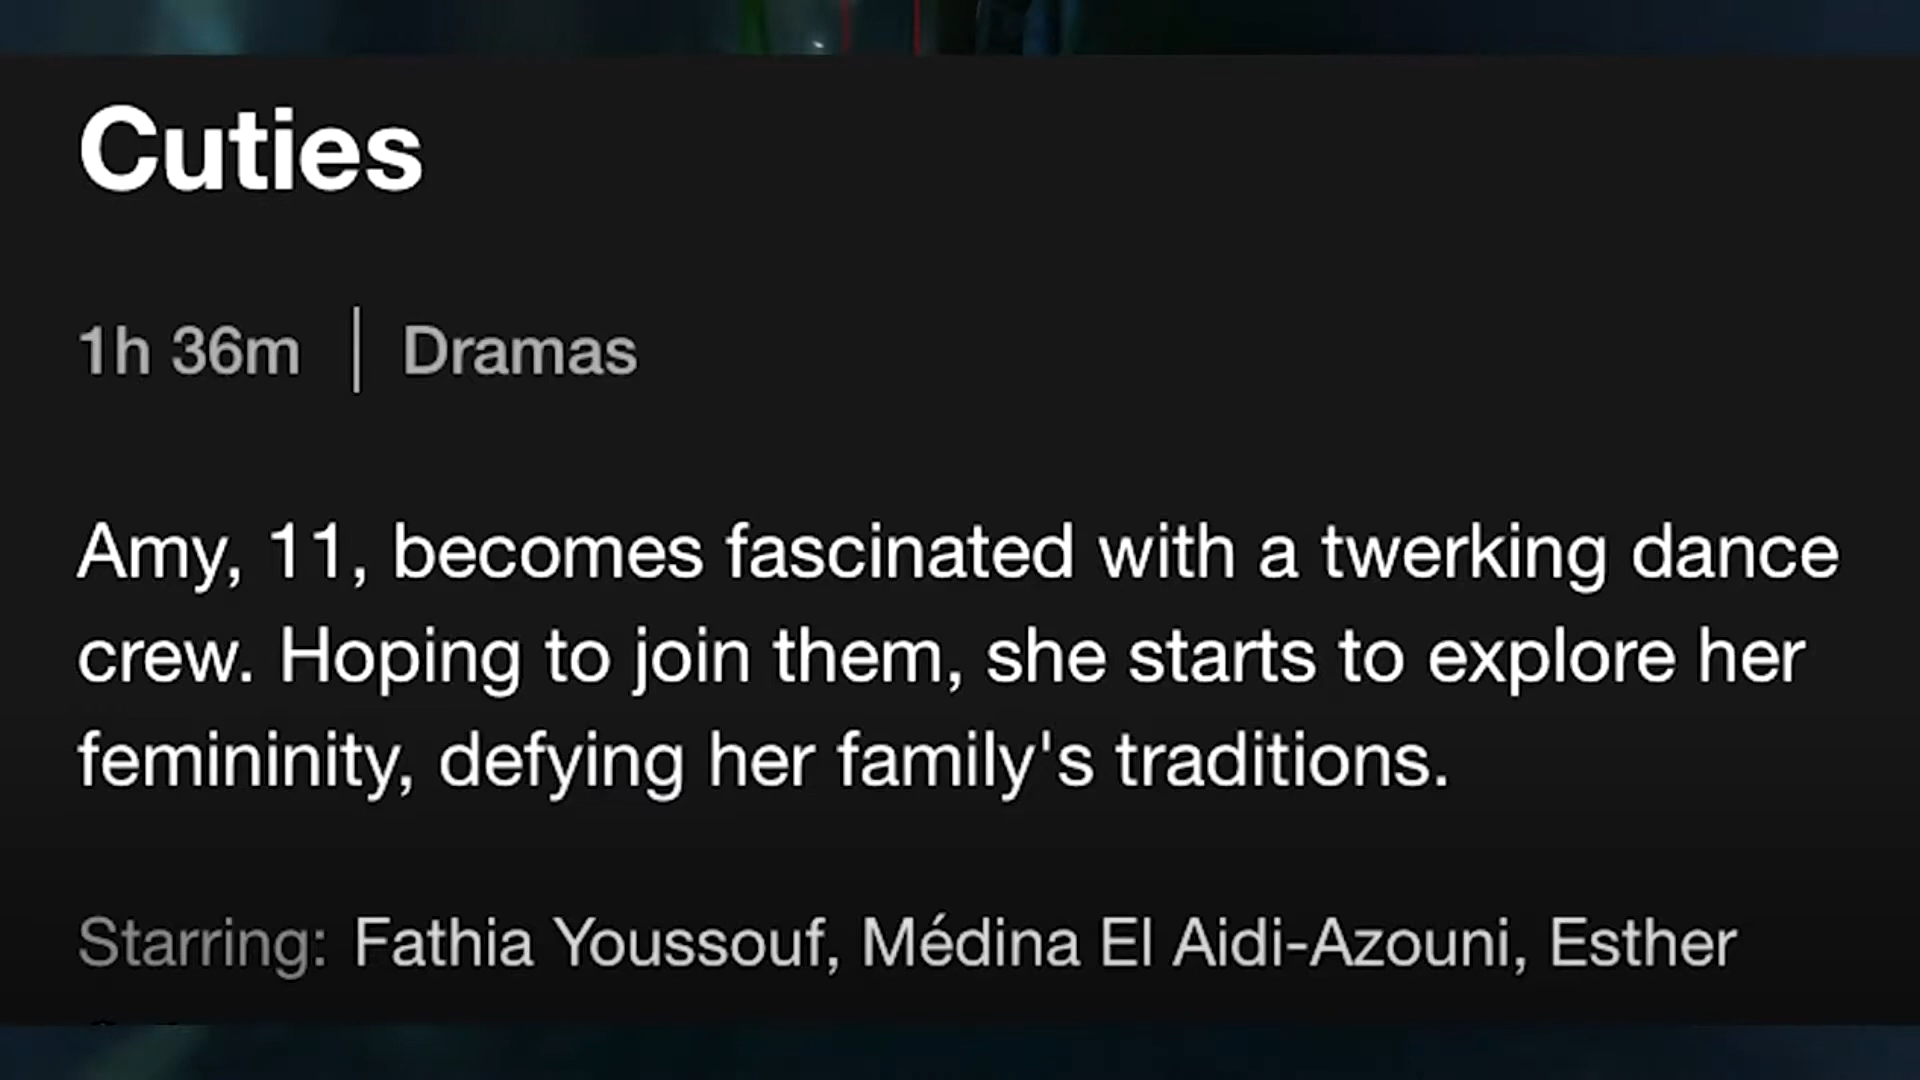 Cuties
1h 36m | Dramas
Amy, 11, becomes fascinated with a twerking dance
crew. Hoping to join them, she starts to explore her
femininity, defying her family's traditions.
Starring: Fathia Youssouf, Médina El Aidi-Azouni, Esther